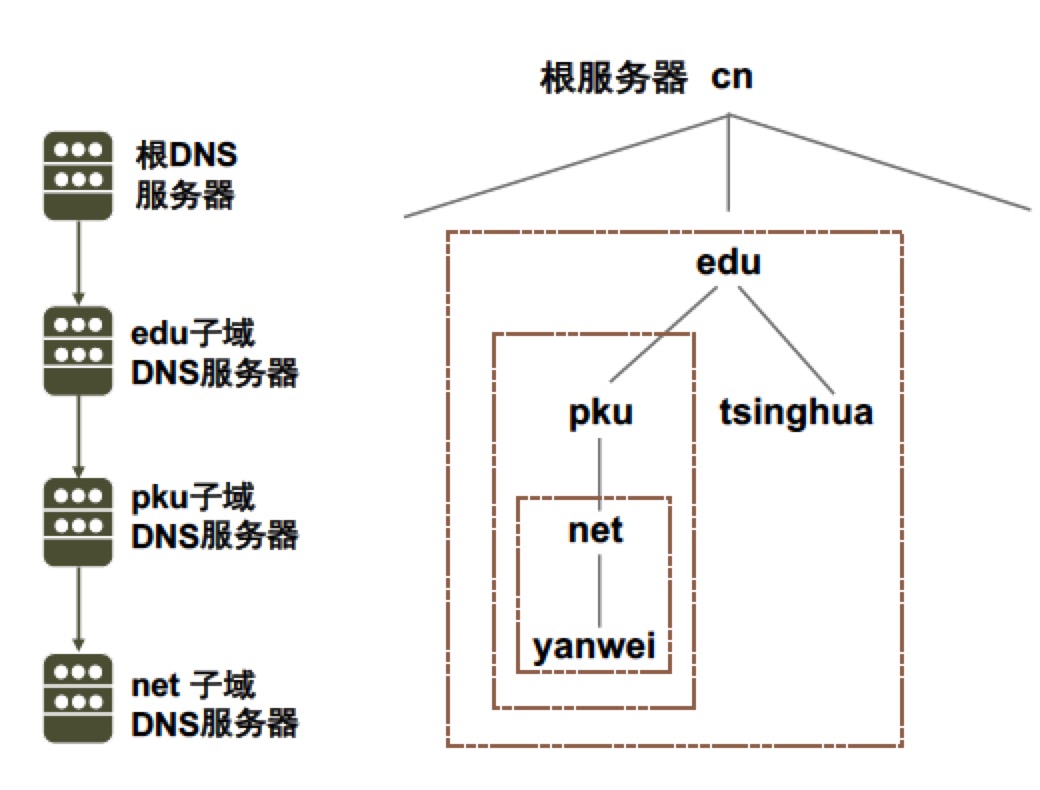 根服务器 cn
根DNS
服务器
edu子域
DNS服务器
pku子域
DNS服务器
net 子域
DNS服务器
edu
pku
tsinghua
net
yanwei